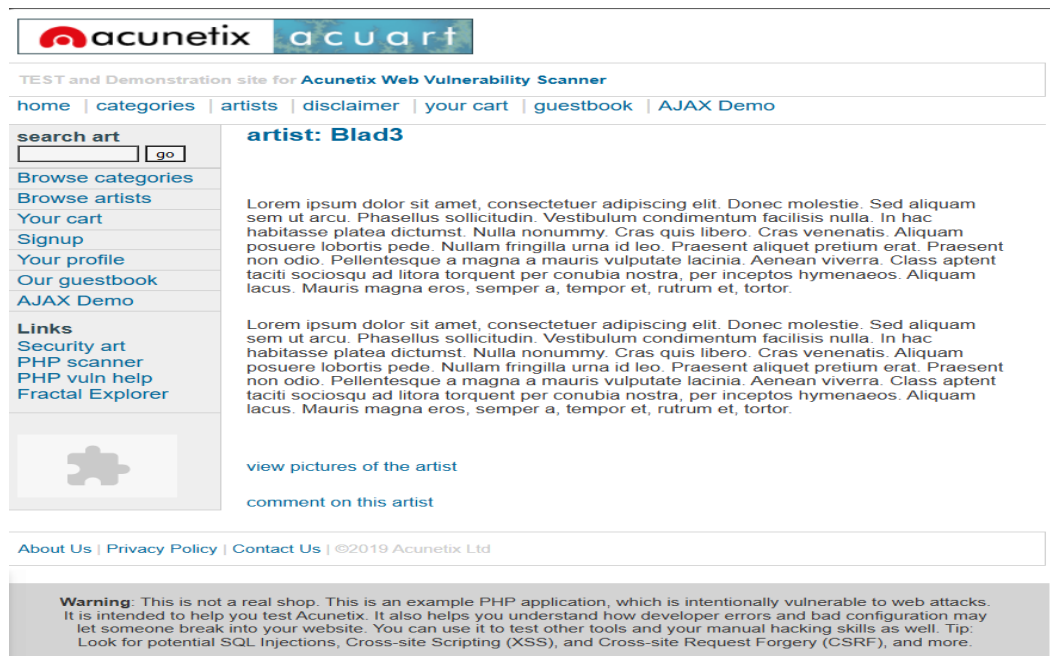 acunetix acuart
TEST and Demonstration site for Acunetix Web Vulnerability Scanner
home | categories | artists | disclaimer | your cart | guestbook | AJAX Demo
search art
go
Browse categories
Browse artists
Your cart
Signup
Your profile
Our guestbook
AJAX Demo
Links
Security art
PHP scanner
PHP vuln help
Fractal Explorer
artist: Blad3
Lorem ipsum dolor sit amet, consectetuer adipiscing elit. Donec molestie. Sed aliquam
sem ut arcu. Phasellus sollicitudin. Vestibulum condimentum facilisis nulla. In hac
habitasse platea dictumst. Nulla nonummy. Cras quis libero. Cras venenatis. Aliquam
posuere lobortis pede. Nullam fringilla urna id leo. Praesent aliquet pretium erat. Praesent
non odio. Pellentesque a magna a mauris vulputate lacinia. Aenean viverra. Class aptent
taciti sociosqu ad litora torquent per conubia nostra, per inceptos hymenaeos. Aliquam
lacus. Mauris magna eros, semper a, tempor et, rutrum et, tortor.
Lorem ipsum dolor sit amet, consectetuer adipiscing elit. Donec molestie. Sed aliquam
sem ut arcu. Phasellus sollicitudin. Vestibulum condimentum facilisis nulla. In hac
habitasse platea dictumst. Nulla nonummy. Cras quis libero. Cras venenatis. Aliquam
posuere lobortis pede. Nullam fringilla urna id leo. Praesent aliquet pretium erat. Praesent
non odio. Pellentesque a magna a mauris vulputate lacinia. Aenean viverra. Class aptent
taciti sociosqu ad litora torquent per conubia nostra, per inceptos hymenaeos. Aliquam
lacus. Mauris magna eros, semper a, tempor et, rutrum et, tortor.
view pictures of the artist
comment on this artist
About Us | Privacy Policy | Contact Us | ©2019 Acunetix Ltd
Warning: This is not a real shop. This is an example PHP application, which is intentionally vulnerable to web attacks.
It is intended to help you test Acunetix. It also helps you understand how developer errors and bad configuration may
let someone break into your website. You can use it to test other tools and your manual hacking skills as well. Tip:
Look for potential SQL Injections, Cross-site Scripting (XSS), and Cross-site Request Forgery (CSRF), and more.